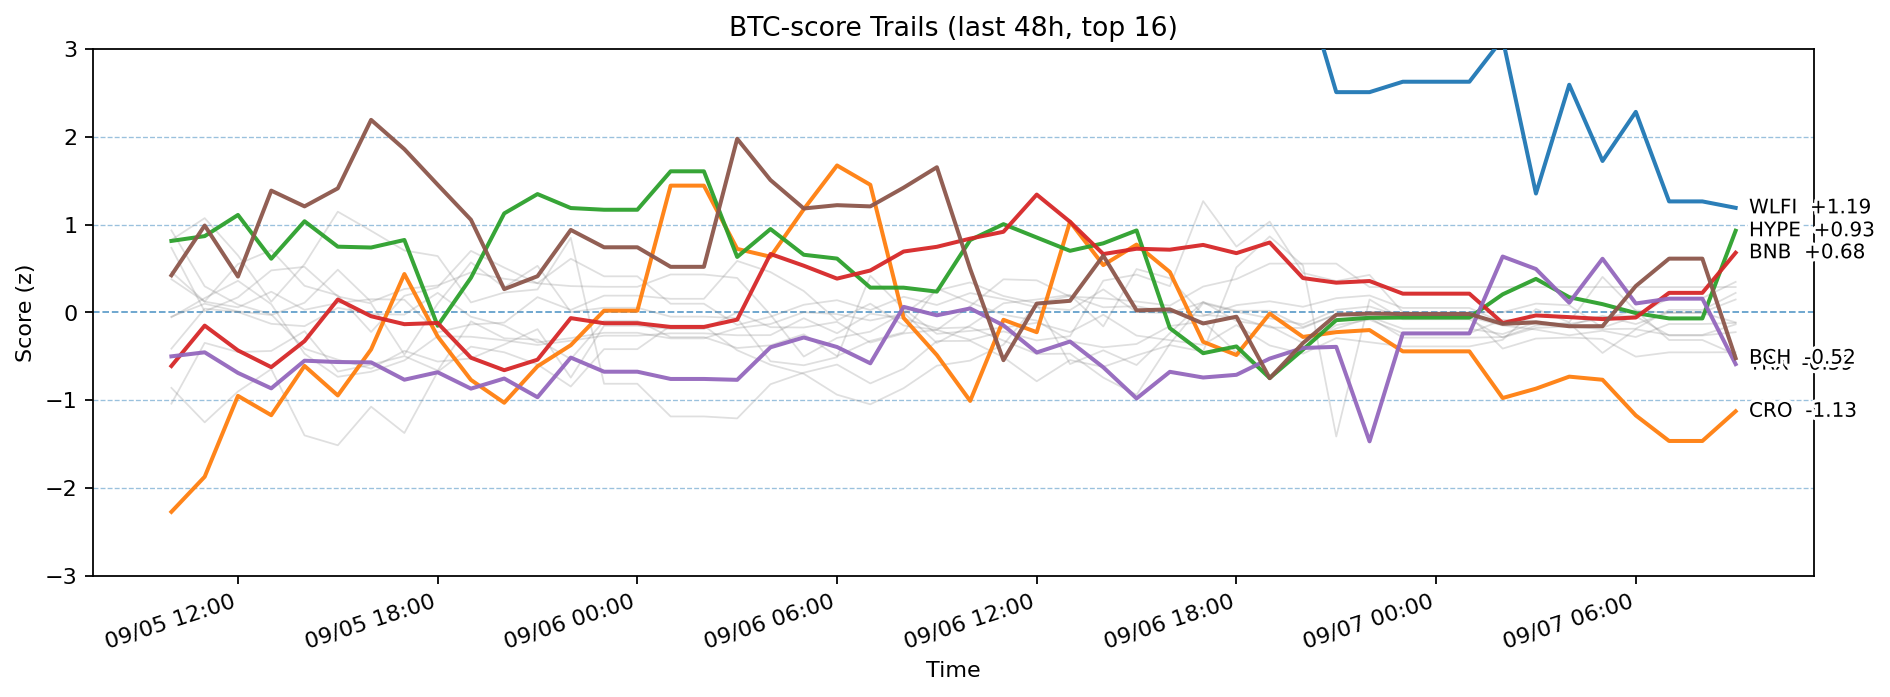 BTC-score Trails (last 48h, top 16)
3
2
1
0
−1
−2
−3
Score (z)
WLFI +1.19
HYPE +0.93
BNB +0.68
BCH -0.52
CRO -1.13
09/05 12:00
09/05 18:00
09/06 00:00
09/06 06:00
09/06 12:00
09/06 18:00
09/07 00:00
09/07 06:00
Time